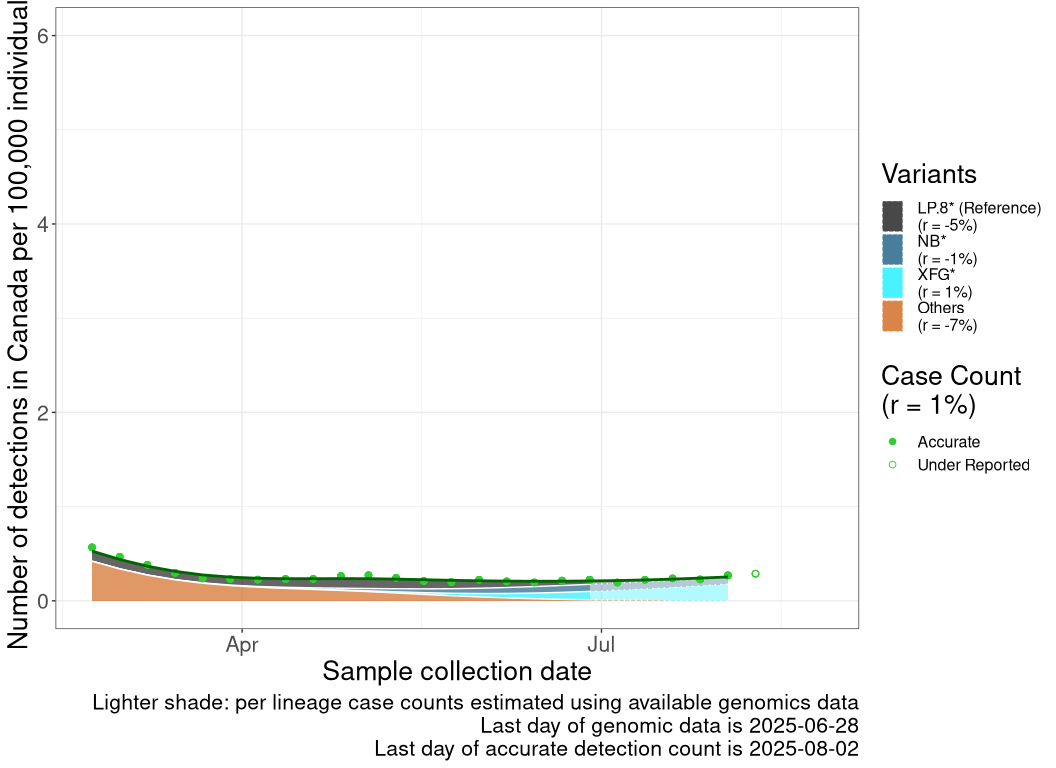 Number of detections in Canada per 100,000 individual
6
4
2
0
Apr
Jul
Sample collection date
Variants
LP.8* (Reference)
(r = -5%)
NB*
(r = -1%)
XFG*
(r = 1%)
Others
(r = -7%)
Case Count
(r = 1%)
Accurate
Under Reported
Lighter shade: per lineage case counts estimated using available genomics data
Last day of genomic data is 2025-06-28
Last day of accurate detection count is 2025-08-02